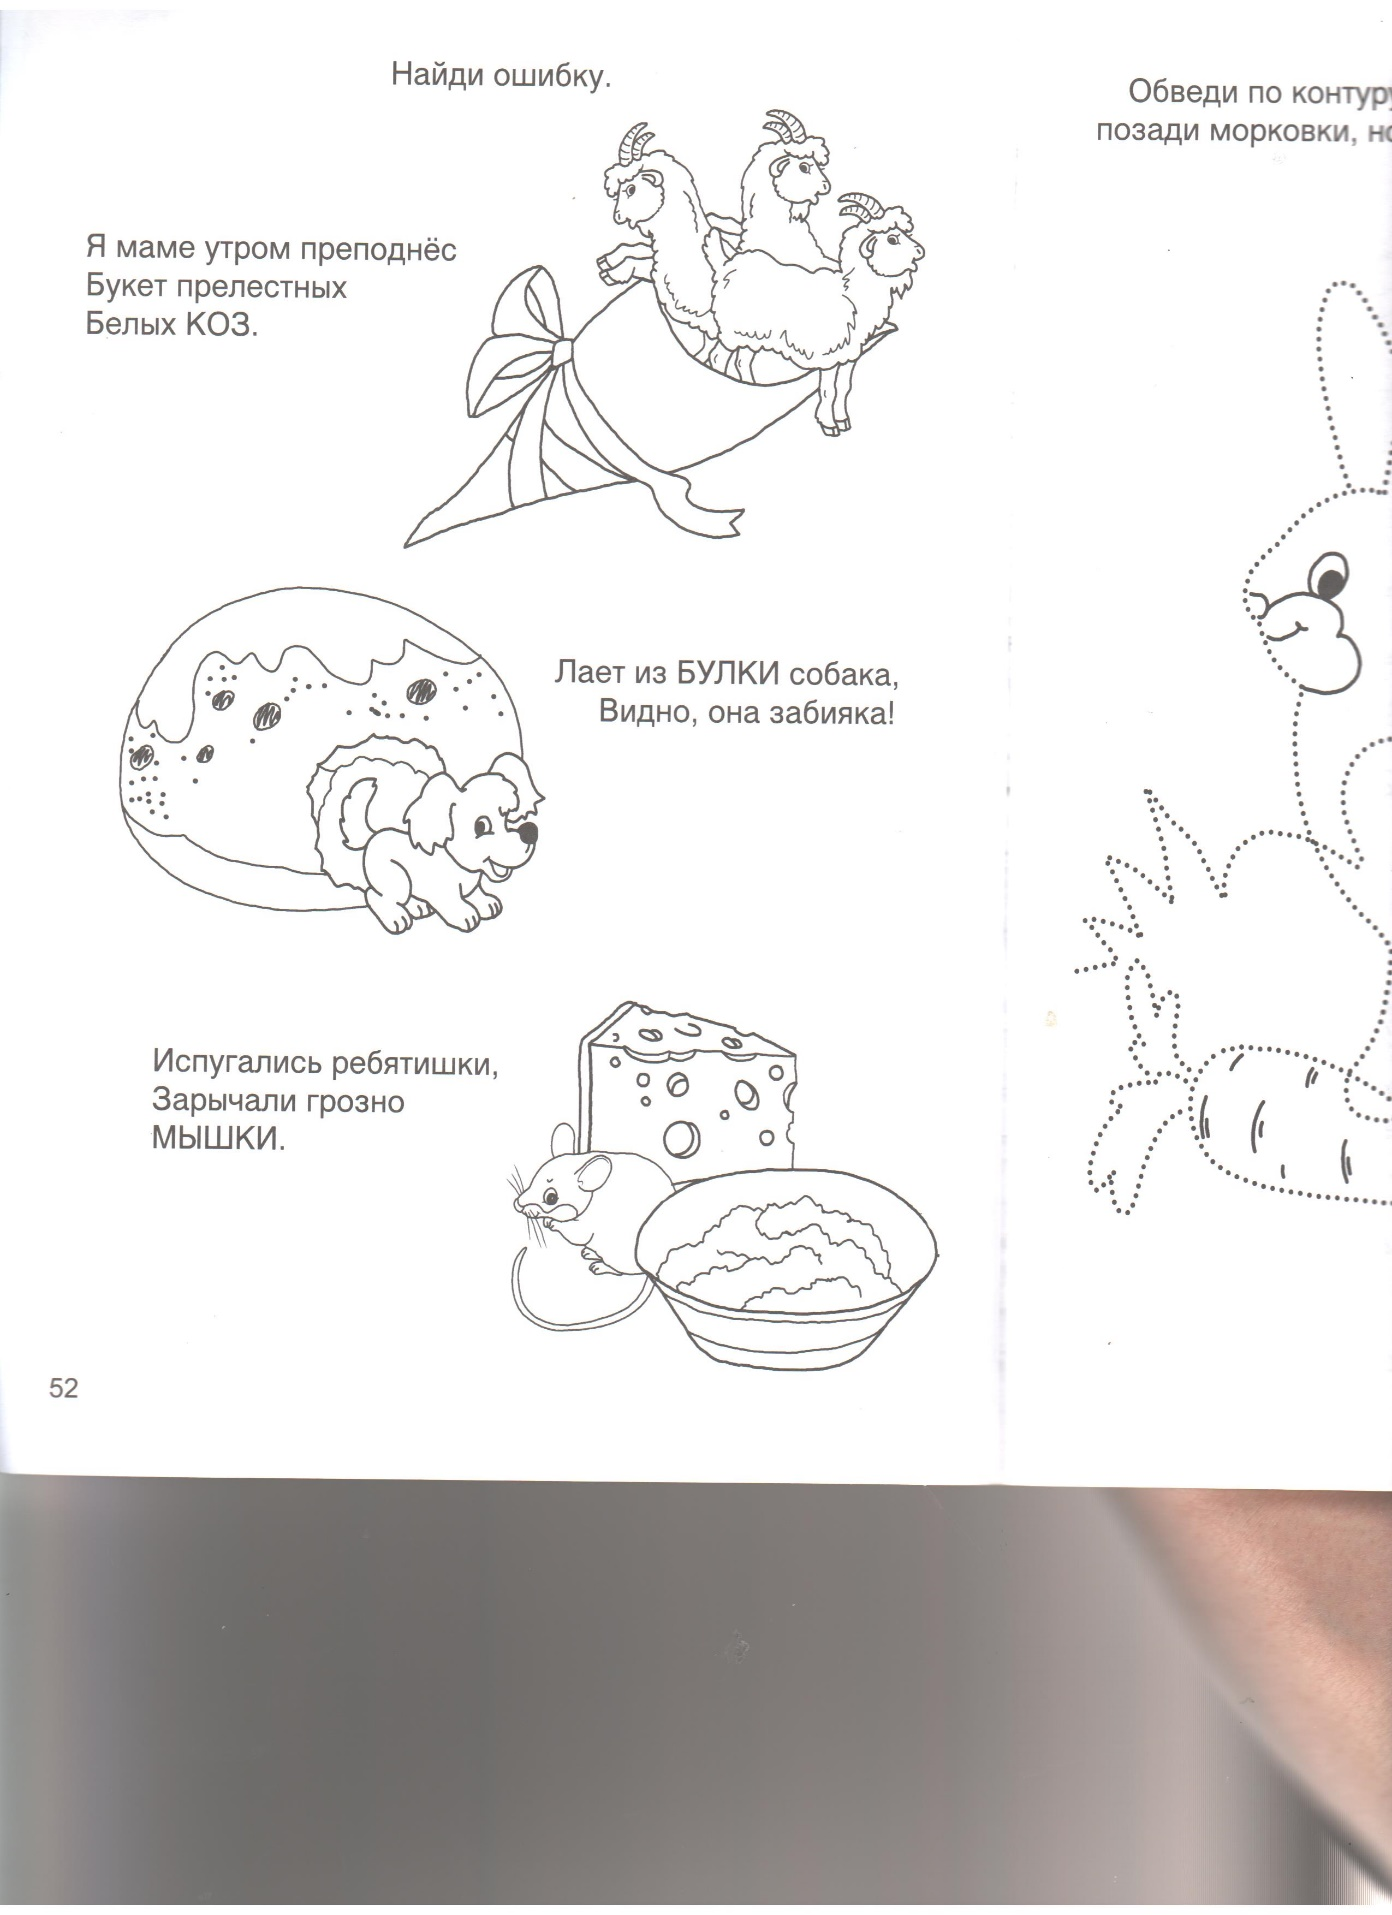 Найди ошибку.
Я маме утром преподнёс
Букет прелестных
Белых КОЗ.
Лает из БУЛКИ собака,
Видно, она забияка!
Испугались ребятишки,
Зарычали грозно
МЫШКИ.
52
Обведи по контуру
позади морковки,